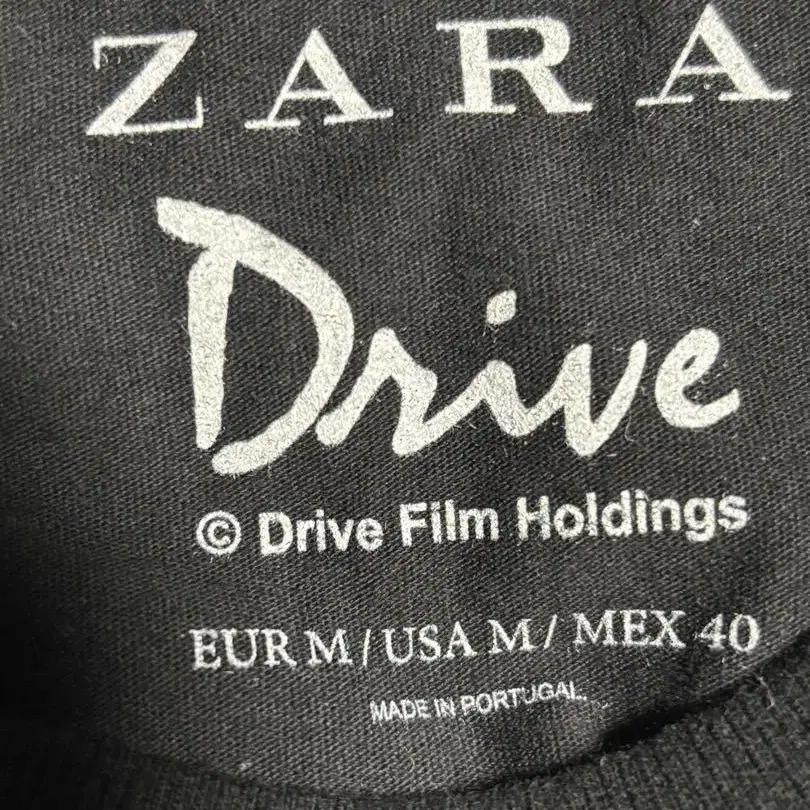 ZARA
Drive
© Drive Film Holdings
EUR M / USA M / MEX 40
MADE IN PORTUGAL.